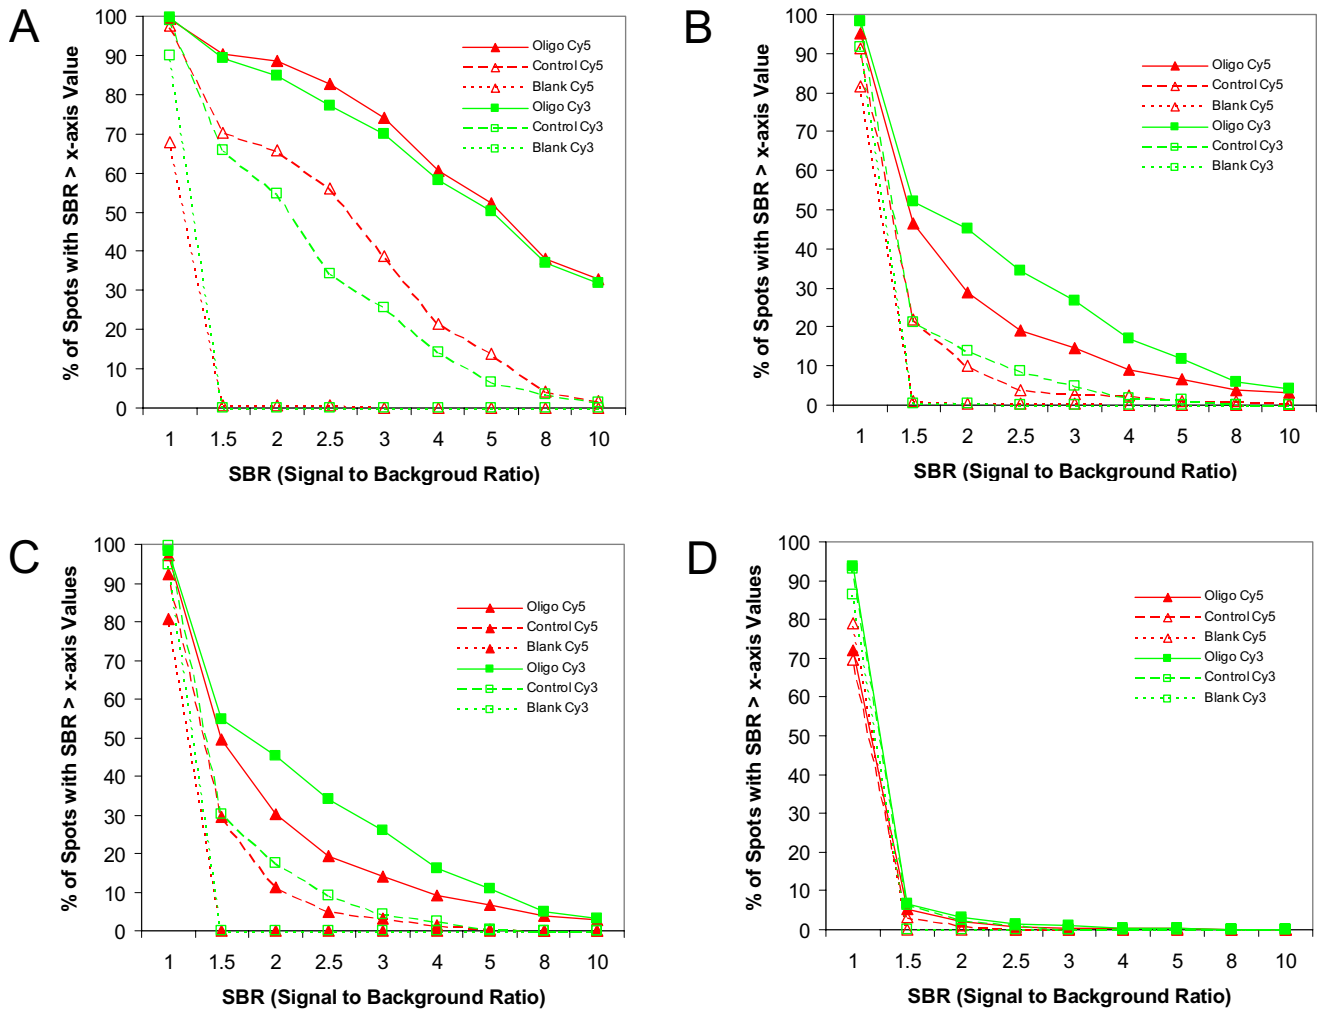 A
% of Spots with SBR > x-axis Value
100
90
80
70
60
50
40
30
20
10
0
Oligo Cy5
Control Cy5
Blank Cy5
Oligo Cy3
Control Cy3
Blank Cy3
1 1.5 2 2.5 3 4 5 8 10
SBR (Signal to Background Ratio)
B
% of Spots with SBR > x-axis Value
100
90
80
70
60
50
40
30
20
10
0
Oligo Cy5
Control Cy5
Blank Cy5
Oligo Cy3
Control Cy3
Blank Cy3
1 1.5 2 2.5 3 4 5 8 10
SBR (Signal to Background Ratio)
C
% of Spots with SBR > x-axis Values
100
90
80
70
60
50
40
30
20
10
0
Oligo Cy5
Control Cy5
Blank Cy5
Oligo Cy3
Control Cy3
Blank Cy3
1 1.5 2 2.5 3 4 5 8 10
SBR (Signal to Background Ratio)
D
% of Spots with SBR > x-axis Values
100
90
80
70
60
50
40
30
20
10
0
Oligo Cy5
Control Cy5
Blank Cy5
Oligo Cy3
Control Cy3
Blank Cy3
1 1.5 2 2.5 3 4 5 8 10
SBR (Signal to Background Ratio)